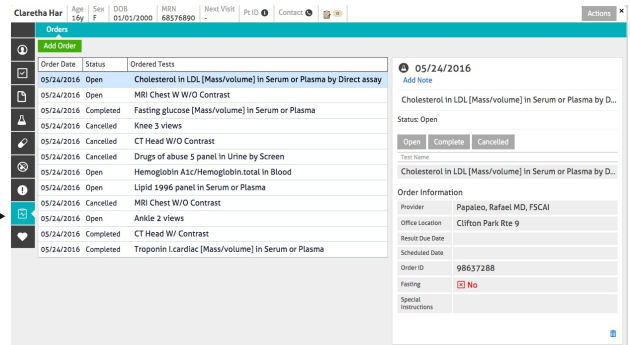 Claretha Har
Age
16y
Sex
F
DOB
01/01/2000
MRN
68576890
Next Visit
-
Pt ID
Contact
Actions
×
Orders
Add Order
Order Date Status Ordered Tests
05/24/2016 Open Cholesterol in LDL [Mass/volume] in Serum or Plasma by Direct assay
05/24/2016 Open MRI Chest W W/O Contrast
05/24/2016 Completed Fasting glucose [Mass/volume] in Serum or Plasma
05/24/2016 Cancelled Knee 3 views
05/24/2016 Cancelled CT Head W/O Contrast
05/24/2016 Cancelled Drugs of abuse 5 panel in Urine by Screen
05/24/2016 Open Hemoglobin A1c/Hemoglobin.total in Blood
05/24/2016 Open Lipid 1996 panel in Serum or Plasma
05/24/2016 Cancelled MRI Chest W/O Contrast
05/24/2016 Open Ankle 2 views
05/24/2016 Completed CT Head W/ Contrast
05/24/2016 Completed Troponin I.cardiac [Mass/volume] in Serum or Plasma
05/24/2016
Add Note
Cholesterol in LDL [Mass/volume] in Serum or Plasma by D...
Status: Open
Open Complete Cancelled
Test Name
Cholesterol in LDL [Mass/volume] in Serum or Plasma by D...
Order Information
Provider Papaleo, Rafael MD, FSCAI
Office Location Clifton Park Rte 9
Result Due Date
Scheduled Date
Order ID 98637288
Fasting No
Special
Instructions